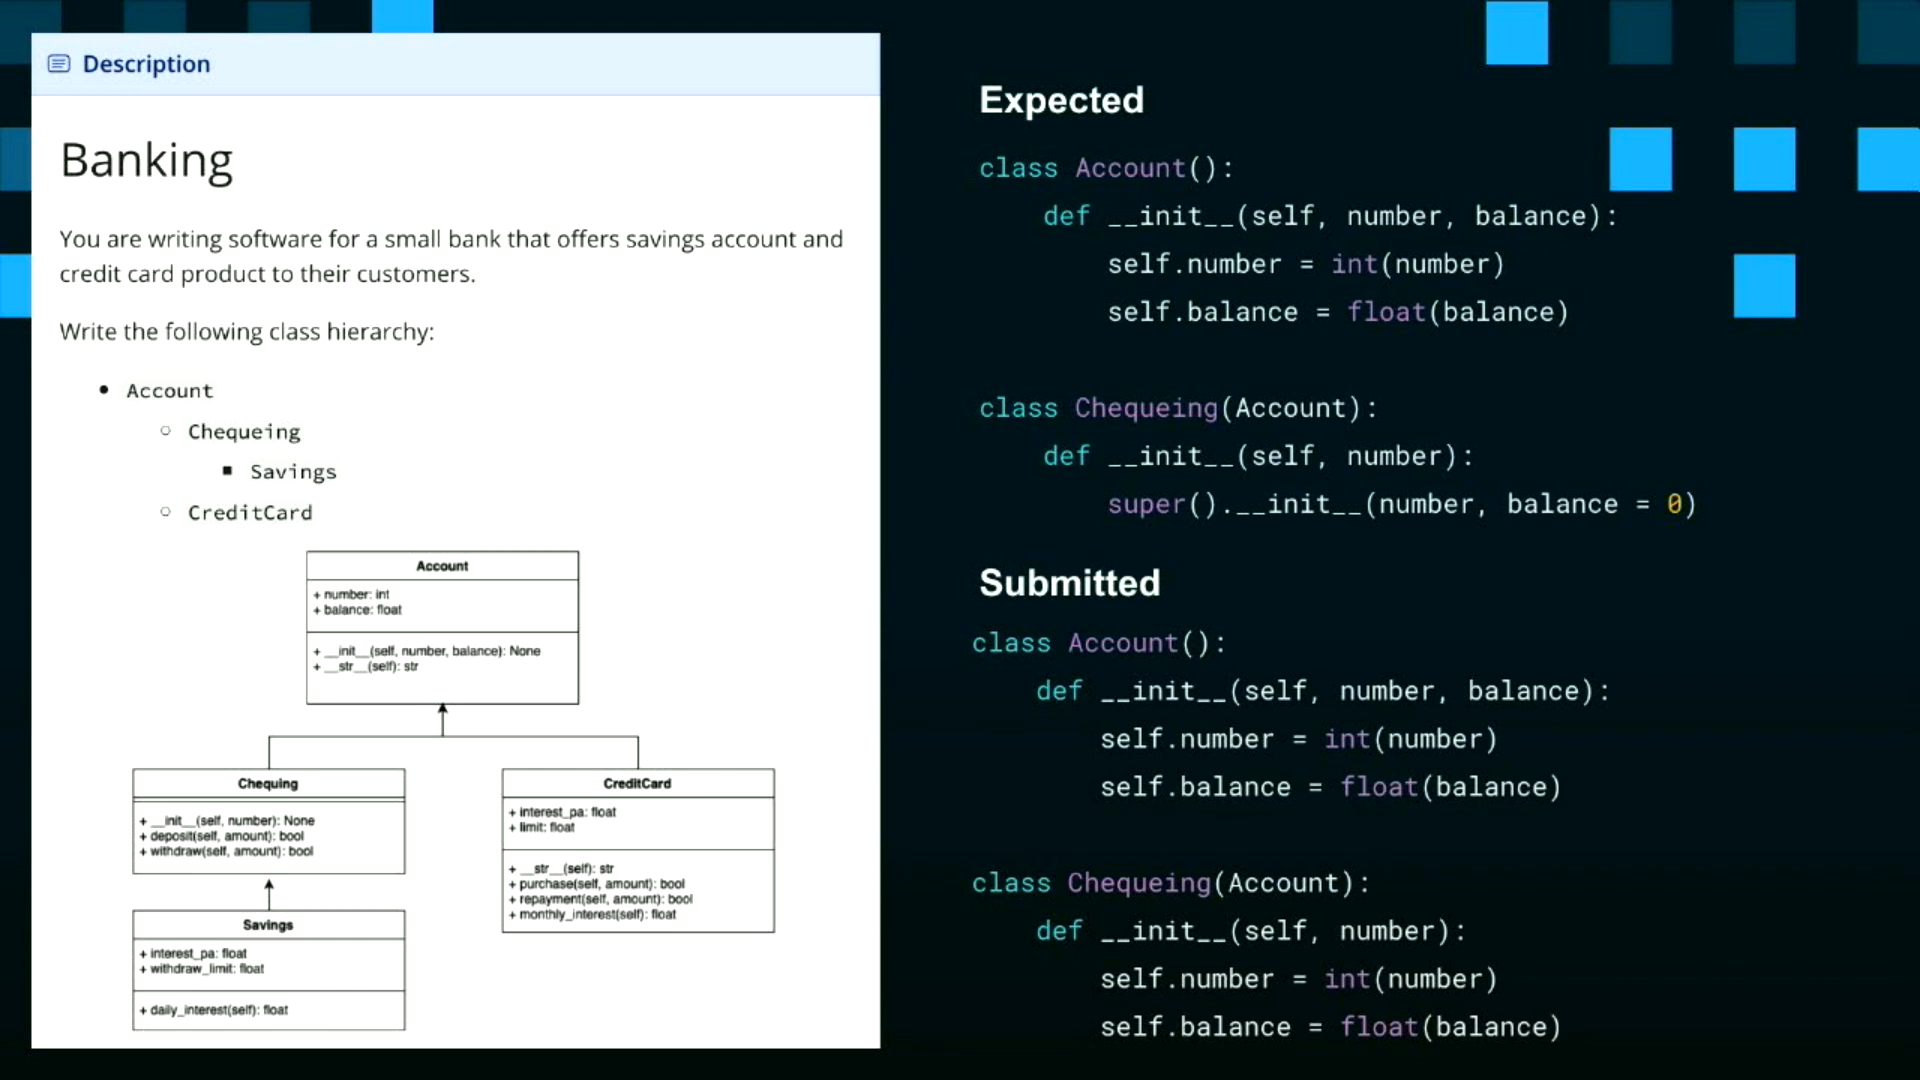 Description
Banking
You are writing software for a small bank that offers savings account and
credit card product to their customers.
Write the following class hierarchy:
Account
Chequeing
Savings
CreditCard
Account
+ number: int
+ balance: float
+ __init__(self, number, balance): None
+ __str__(self): str
Chequing
+ __init__(self, number): None
+ deposit(self, amount): bool
+ withdraw(self, amount): bool
CreditCard
+ interest_pa: float
+ limit: float
+ __str__(self): str
+ purchase(self, amount): bool
+ repayment(self, amount): bool
+ monthly_interest(self): float
Savings
+ interest_pa: float
+ withdraw_limit: float
+ daily_interest(self): float
Expected
class Account():
def __init__(self, number, balance):
self.number = int(number)
self.balance = float(balance)
class Chequeing(Account):
def __init__(self, number):
super().__init__(number, balance = 0)
Submitted
class Account():
def __init__(self, number, balance):
self.number = int(number)
self.balance = float(balance)
class Chequeing(Account):
def __init__(self, number):
self.number = int(number)
self.balance = float(balance)